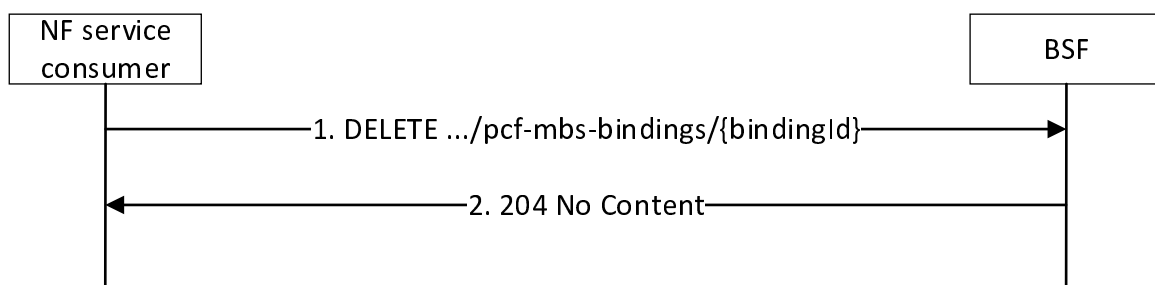 NF service
consumer
BSF
1. DELETE .../pcf-mbs-bindings/{bindingId}
2. 204 No Content